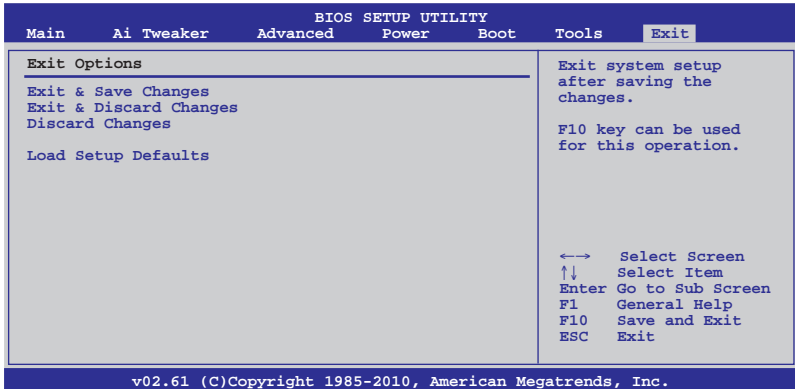 BIOS SETUP UTILITY
Main Ai Tweaker Advanced Power Boot Tools Exit
Exit Options
Exit & Save Changes
Exit & Discard Changes
Discard Changes
Load Setup Defaults
Exit system setup
after saving the
changes.
F10 key can be used
for this operation.
←→ Select Screen
↑↓ Select Item
Enter Go to Sub Screen
F1 General Help
F10 Save and Exit
ESC Exit
v02.61 (C)Copyright 1985-2010, American Megatrends, Inc.